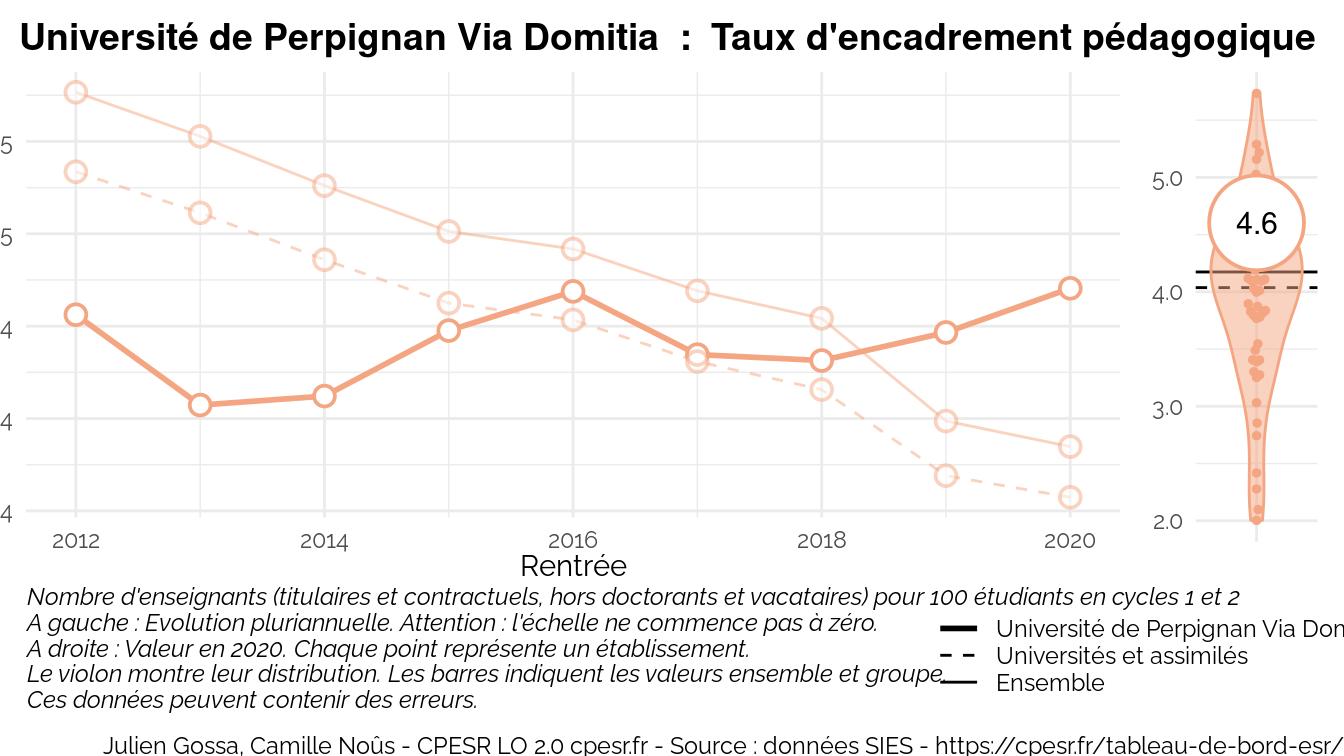 Université de Perpignan Via Domitia : Taux d'encadrement pédagogique
5
5
4
4
4
2012 2014 2016 2018 2020
Rentrée
5.0
4.0
3.0
2.0
4.6
Nombre d'enseignants (titulaires et contractuels, hors doctorants et vacataires) pour 100 étudiants en cycles 1 et 2
A gauche : Evolution pluriannuelle. Attention : l'échelle ne commence pas à zéro.
A droite : Valeur en 2020. Chaque point représente un établissement.
Le violon montre leur distribution. Les barres indiquent les valeurs ensemble et groupe.
Ces données peuvent contenir des erreurs.
Université de Perpignan Via Dom
Universités et assimilés
Ensemble
Julien Gossa, Camille Noûs - CPESR LO 2.0 cpesr.fr - Source : données SIES - https://cpesr.fr/tableau-de-bord-esr/